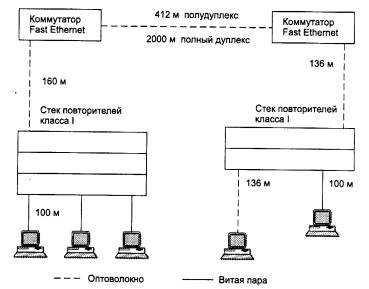 Коммутатор
Fast Ethernet
412 м полудуплекс
2000 м полный дуплекс
Коммутатор
Fast Ethernet
160 м
136 м
Стек повторителей
класса I
Стек повторителей
класса I
100 м
136 м
100 м
Оптоволокно
Витая пара